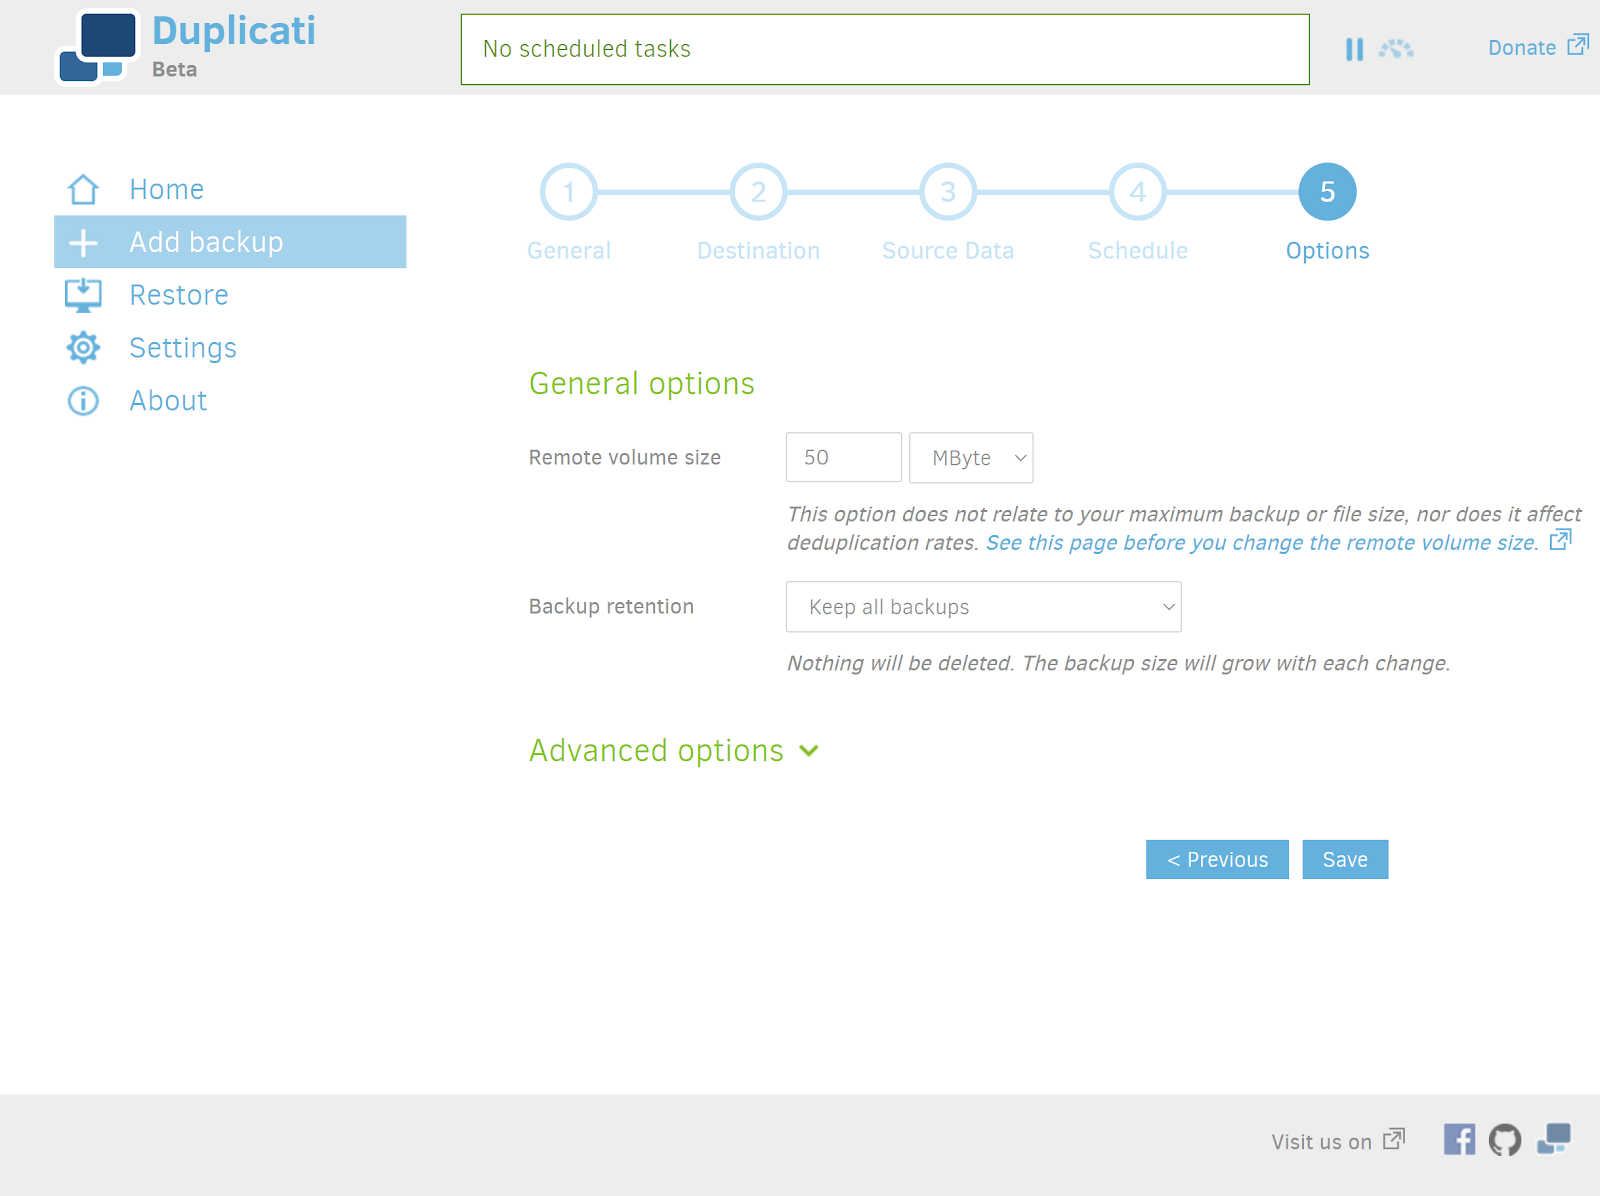 Duplicati
Beta
No scheduled tasks
Donate
Home
Add backup
Restore
Settings
About
1
2
3
4
5
General
Destination
Source Data
Schedule
Options
General options
Remote volume size
50
MByte
This option does not relate to your maximum backup or file size, nor does it affect
deduplication rates. See this page before you change the remote volume size.
Backup retention
Keep all backups
Nothing will be deleted. The backup size will grow with each change.
Advanced options
< Previous
Save
Visit us on